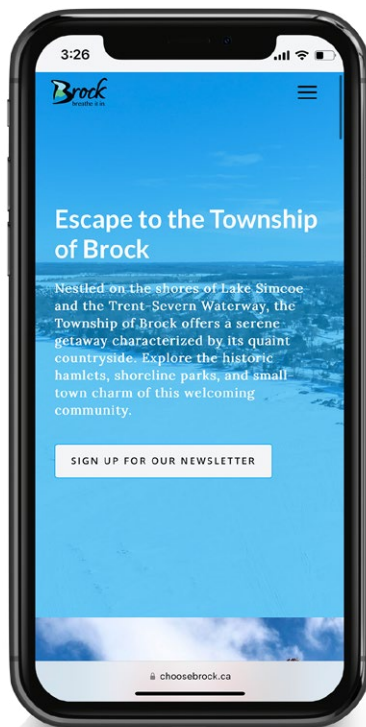 3:26
Brock
breathe it in
Escape to the Township
of Brock
Nestled on the shores of Lake Simcoe
and the Trent-Severn Waterway, the
Township of Brock offers a serene
getaway characterized by its quaint
countryside. Explore the historic
hamlets, shoreline parks, and small
town charm of this welcoming
community.
SIGN UP FOR OUR NEWSLETTER
choosebrock.ca